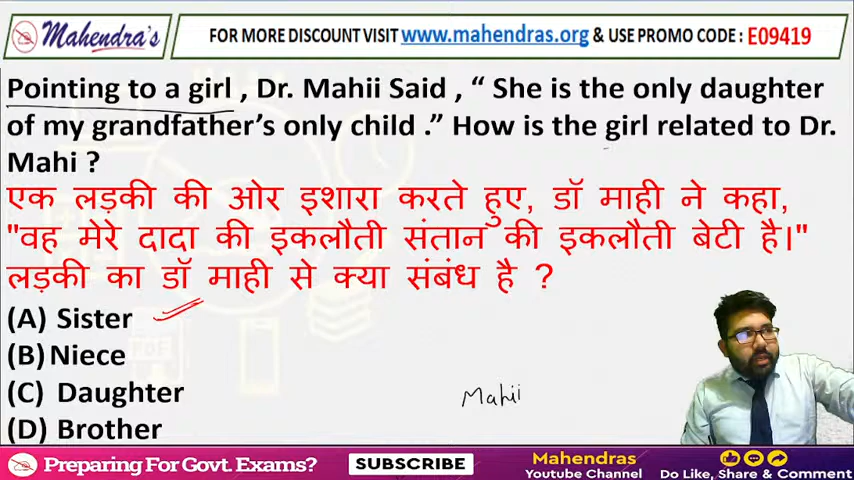 Mahendra's
FOR MORE DISCOUNT VISIT www.mahendras.org & USE PROMO CODE : E09419
Pointing to a girl , Dr. Mahii Said , “ She is the only daughter
of my grandfather’s only child .” How is the girl related to Dr.
Mahi ?
एक लड़की की ओर इशारा करते हुए, डॉ माही ने कहा,
"वह मेरे दादा की इकलौती संतान की इकलौती बेटी है।"
लड़की का डॉ माही से क्या संबंध है ?
(A) Sister
(B) Niece
(C) Daughter
(D) Brother
Mahii
Preparing For Govt. Exams?
SUBSCRIBE
Mahendras
Youtube Channel
Do Like, Share & Comment